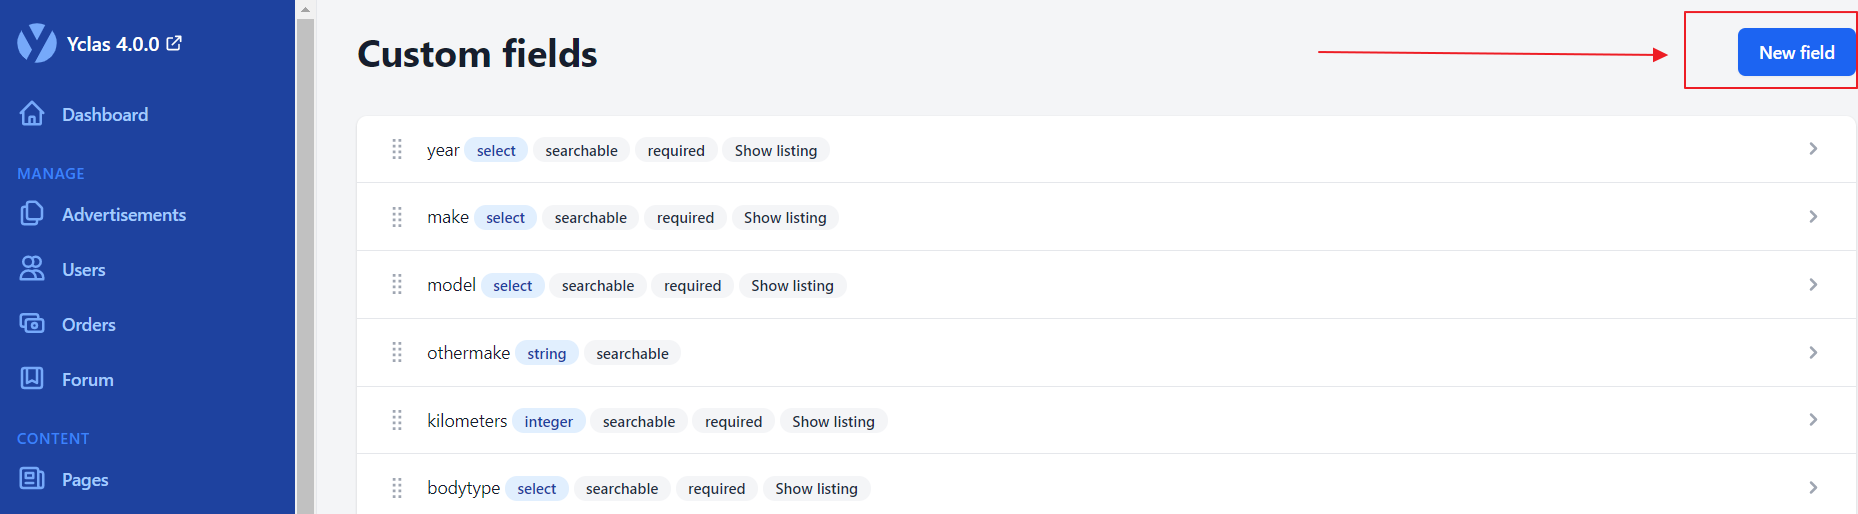 Yclas 4.0.0
Dashboard
MANAGE
Advertisements
Users
Orders
Forum
CONTENT
Pages
Custom fields
New field
year select searchable required Show listing
make select searchable required Show listing
model select searchable required Show listing
othermake string searchable
kilometers integer searchable required Show listing
bodytype select searchable required Show listing